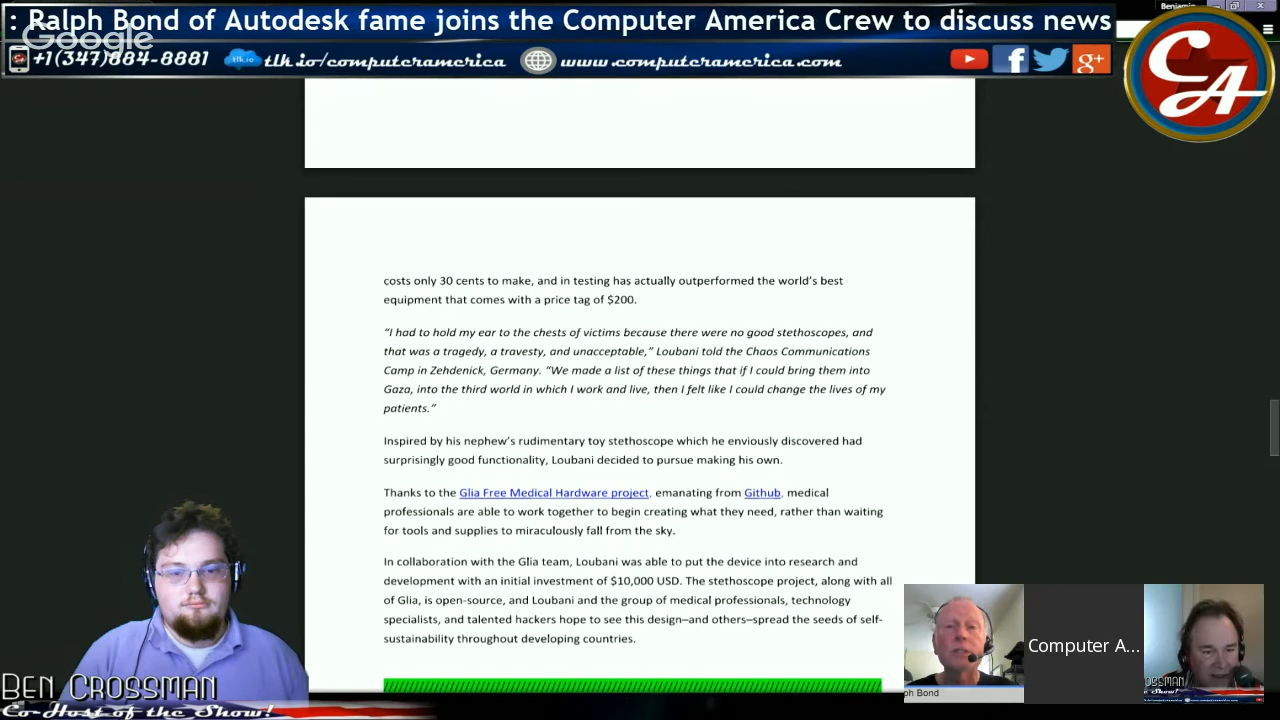 : Ralph Bond of Autodesk fame joins the Computer America Crew to discuss news
Benjamin
Google
+1(347)884-8881 tlk.io tlk.io/computeramerica www.computeramerica.com
f g+
CA
costs only 30 cents to make, and in testing has actually outperformed the world's best
equipment that comes with a price tag of $200.
“I had to hold my ear to the chests of victims because there were no good stethoscopes, and
that was a tragedy, a travesty, and unacceptable,” Loubani told the Chaos Communications
Camp in Zehdenick, Germany. “We made a list of these things that if I could bring them into
Gaza, into the third world in which I work and live, then I felt like I could change the lives of my
patients.”
Inspired by his nephew's rudimentary toy stethoscope which he enviously discovered had
surprisingly good functionality, Loubani decided to pursue making his own.
Thanks to the Glia Free Medical Hardware project, emanating from Github, medical
professionals are able to work together to begin creating what they need, rather than waiting
for tools and supplies to miraculously fall from the sky.
In collaboration with the Glia team, Loubani was able to put the device into research and
development with an initial investment of $10,000 USD. The stethoscope project, along with all
of Glia, is open-source, and Loubani and the group of medical professionals, technology
specialists, and talented hackers hope to see this design—and others—spread the seeds of self-
sustainability throughout developing countries.
Computer A...
ph Bond
CROSSMAN
Ben Crossman
Co-Host of the Show!